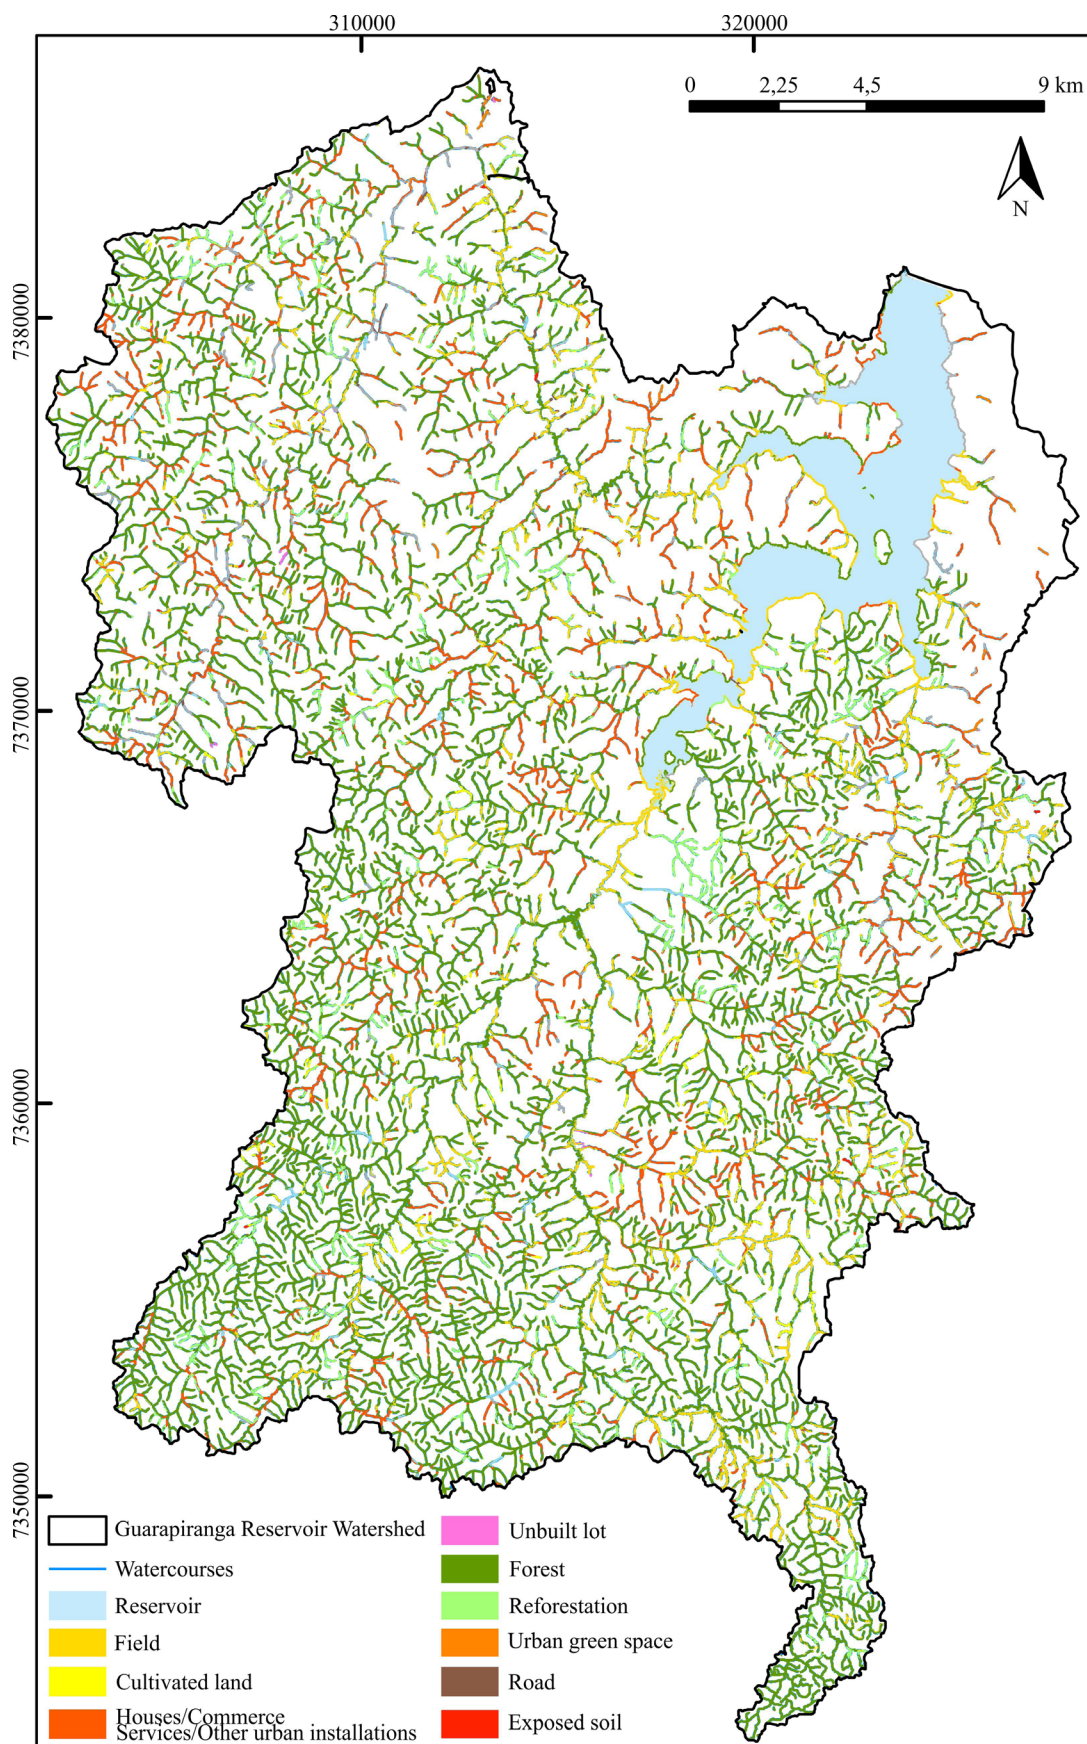 310000 320000
0 2,25 4,5 9 km
N
7380000
7370000
7360000
7350000
Guarapiranga Reservoir Watershed
Watercourses
Reservoir
Field
Cultivated land
Houses/Commerce
Services/Other urban installations
Unbuilt lot
Forest
Reforestation
Urban green space
Road
Exposed soil